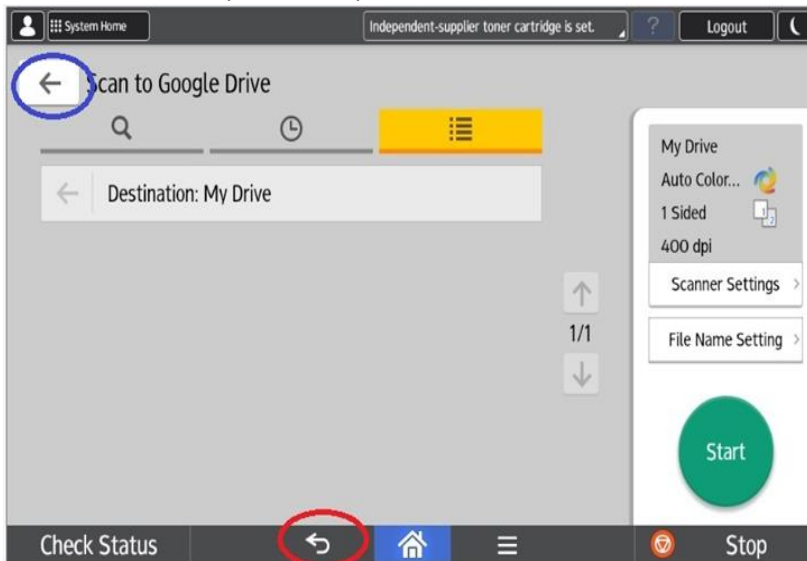 System Home
Independent-supplier toner cartridge is set.
?
Logout
Scan to Google Drive
Destination: My Drive
My Drive
Auto Color...
1 Sided
400 dpi
Scanner Settings
1/1
File Name Setting
Start
Check Status
Stop